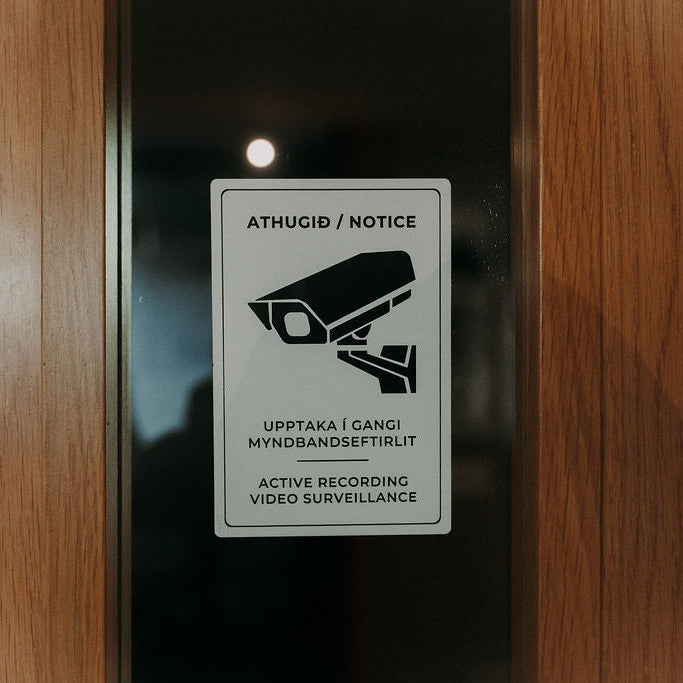 ATHUGIÐ / NOTICE
UPPTAKA Í GANGI
MYNDBANDSEFTIRLIT
ACTIVE RECORDING
VIDEO SURVEILLANCE